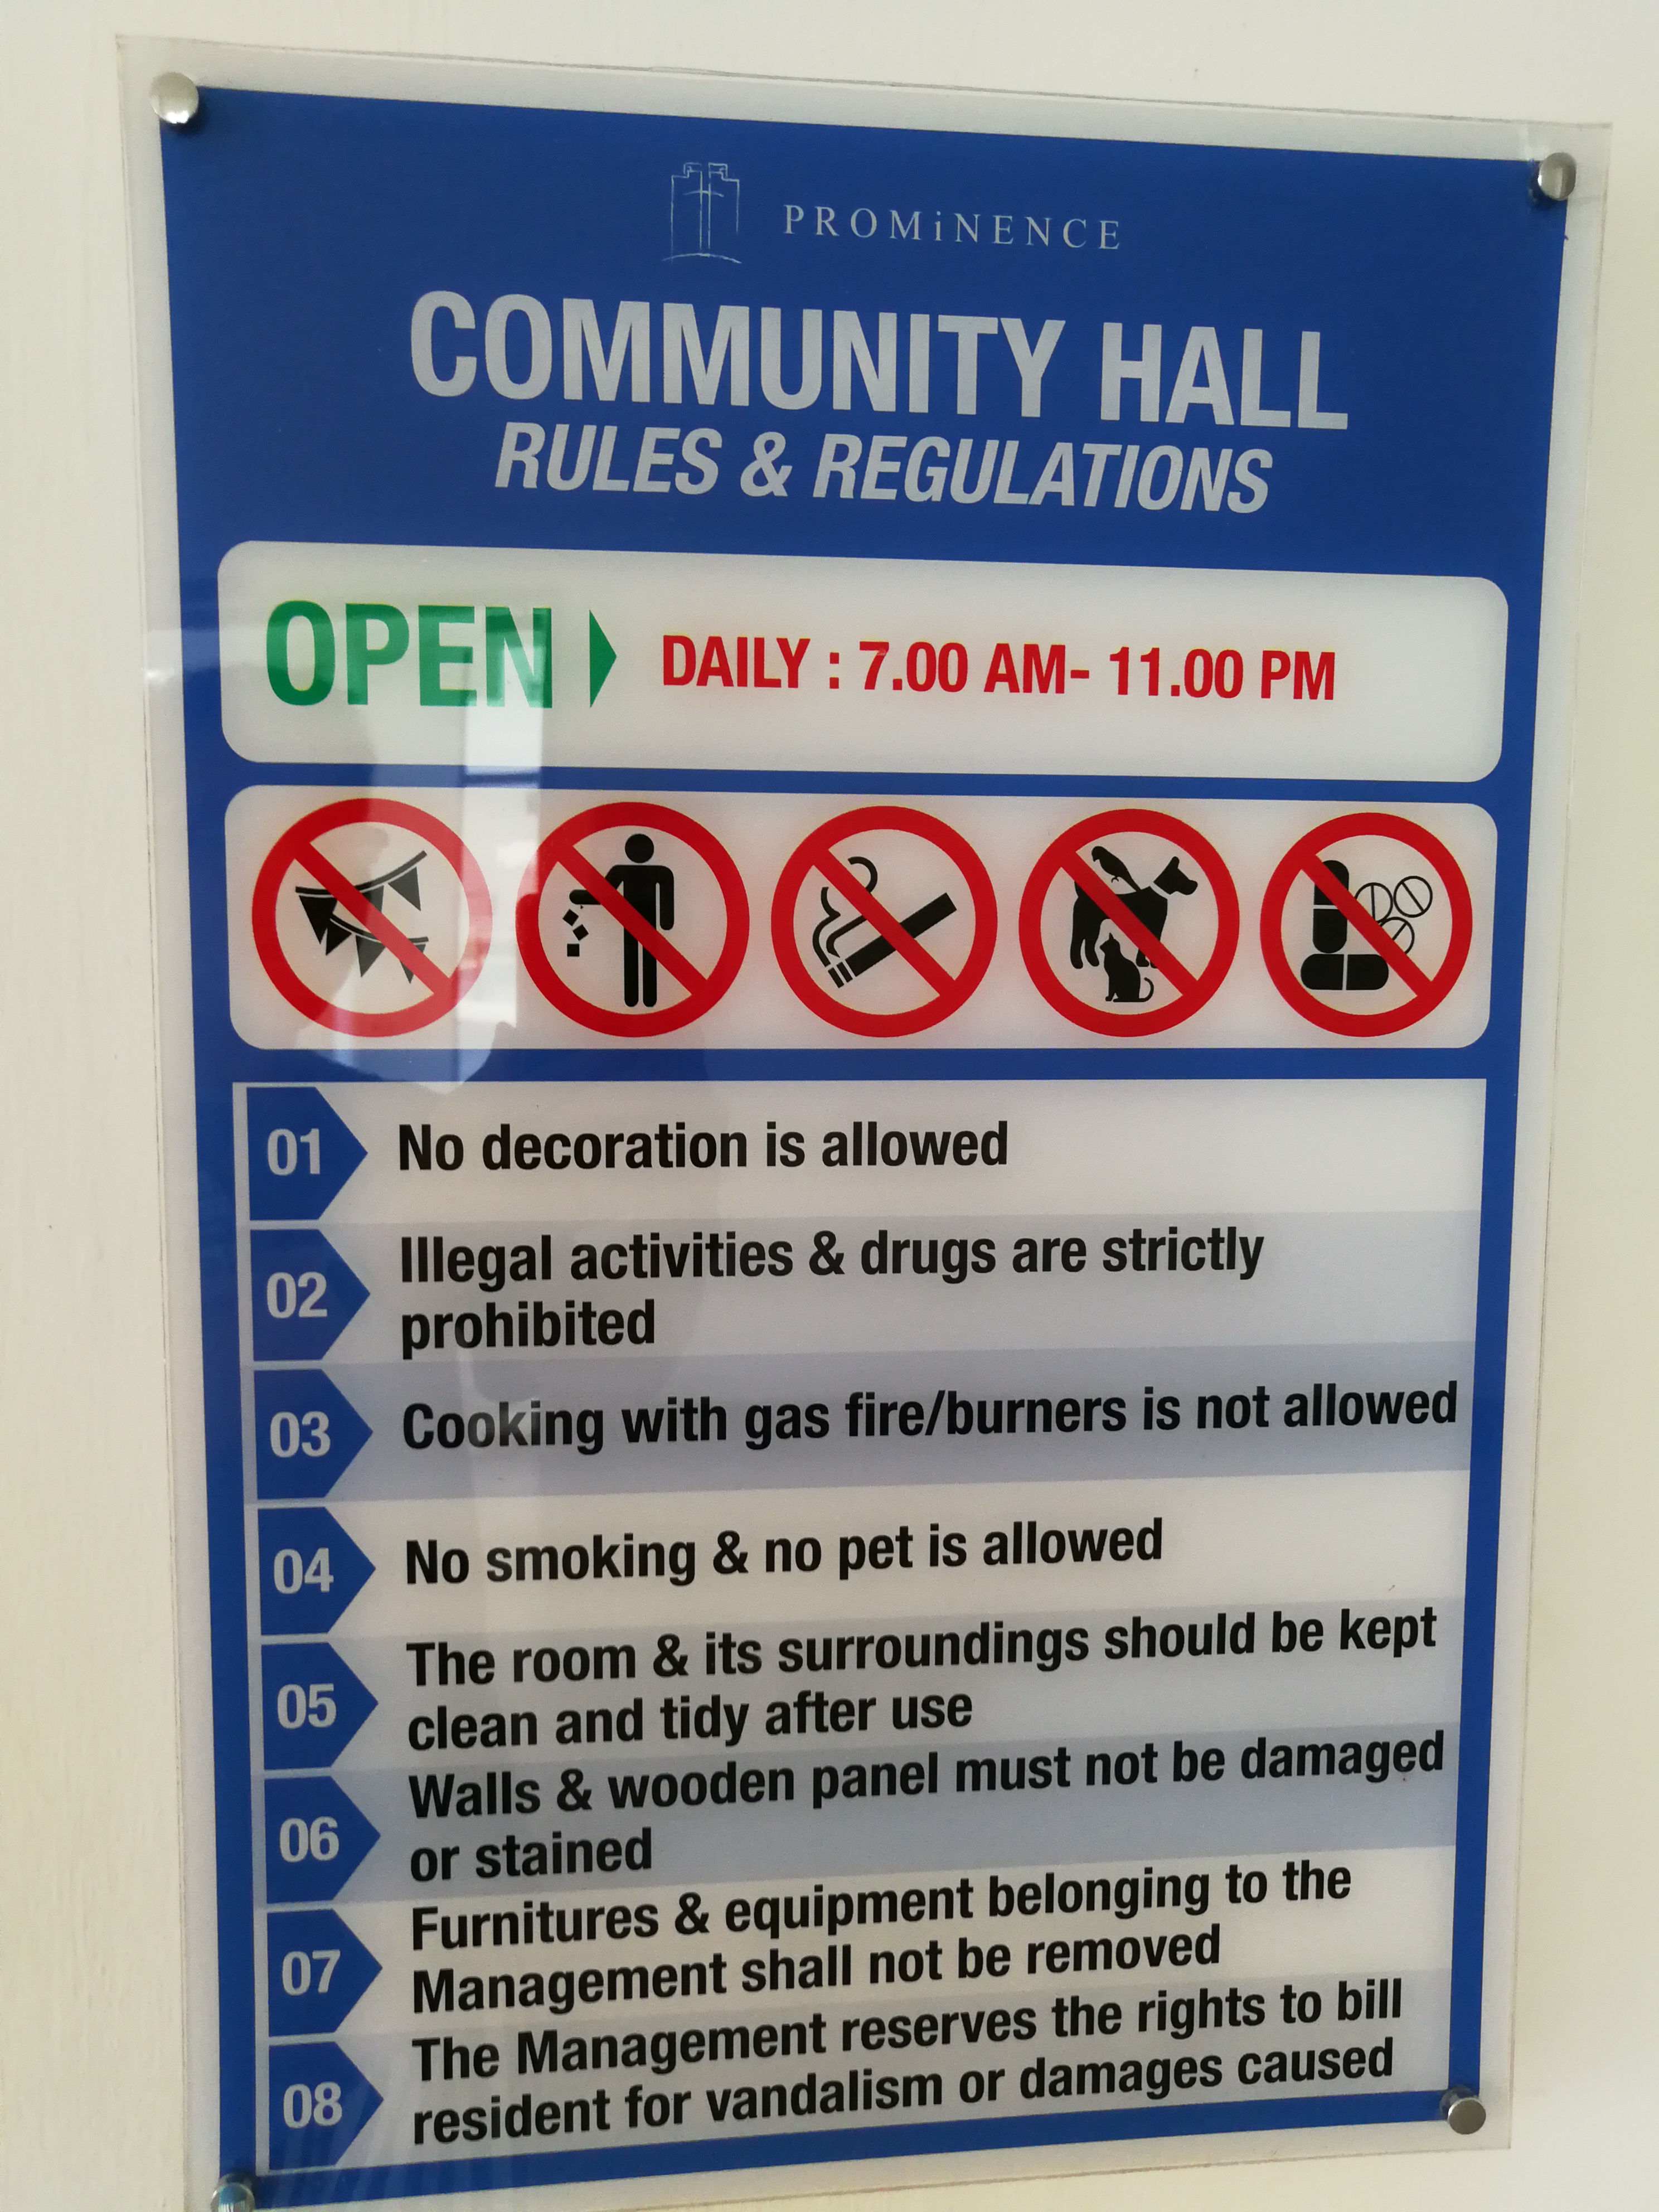 PROMiNENCE
COMMUNITY HALL
RULES & REGULATIONS
OPEN DAILY : 7.00 AM- 11.00 PM
01 No decoration is allowed
02 Illegal activities & drugs are strictly
prohibited
03 Cooking with gas fire/burners is not allowed
04 No smoking & no pet is allowed
05 The room & its surroundings should be kept
clean and tidy after use
06 Walls & wooden panel must not be damaged
or stained
07 Furnitures & equipment belonging to the
Management shall not be removed
08 The Management reserves the rights to bill
resident for vandalism or damages caused